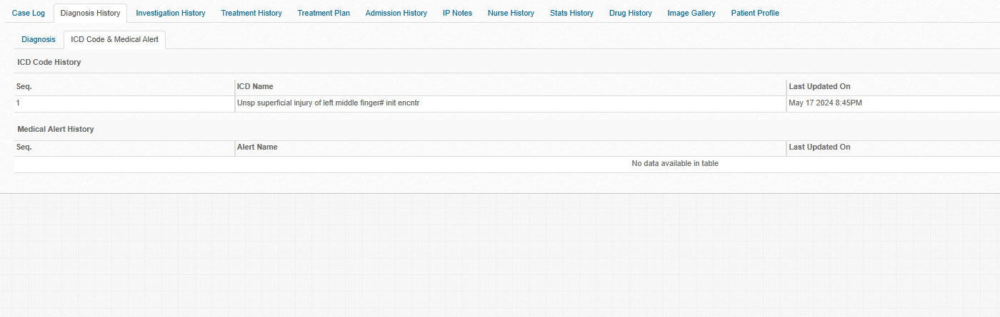 Case Log Diagnosis History Investigation History Treatment History Treatment Plan Admission History IP Notes Nurse History Stats History Drug History Image Gallery Patient Profile
Diagnosis ICD Code & Medical Alert
ICD Code History
Seq. ICD Name Last Updated On
1 Unsp superficial injury of left middle finger# init encntr May 17 2024 8:45PM
Medical Alert History
Seq. Alert Name Last Updated On
No data available in table